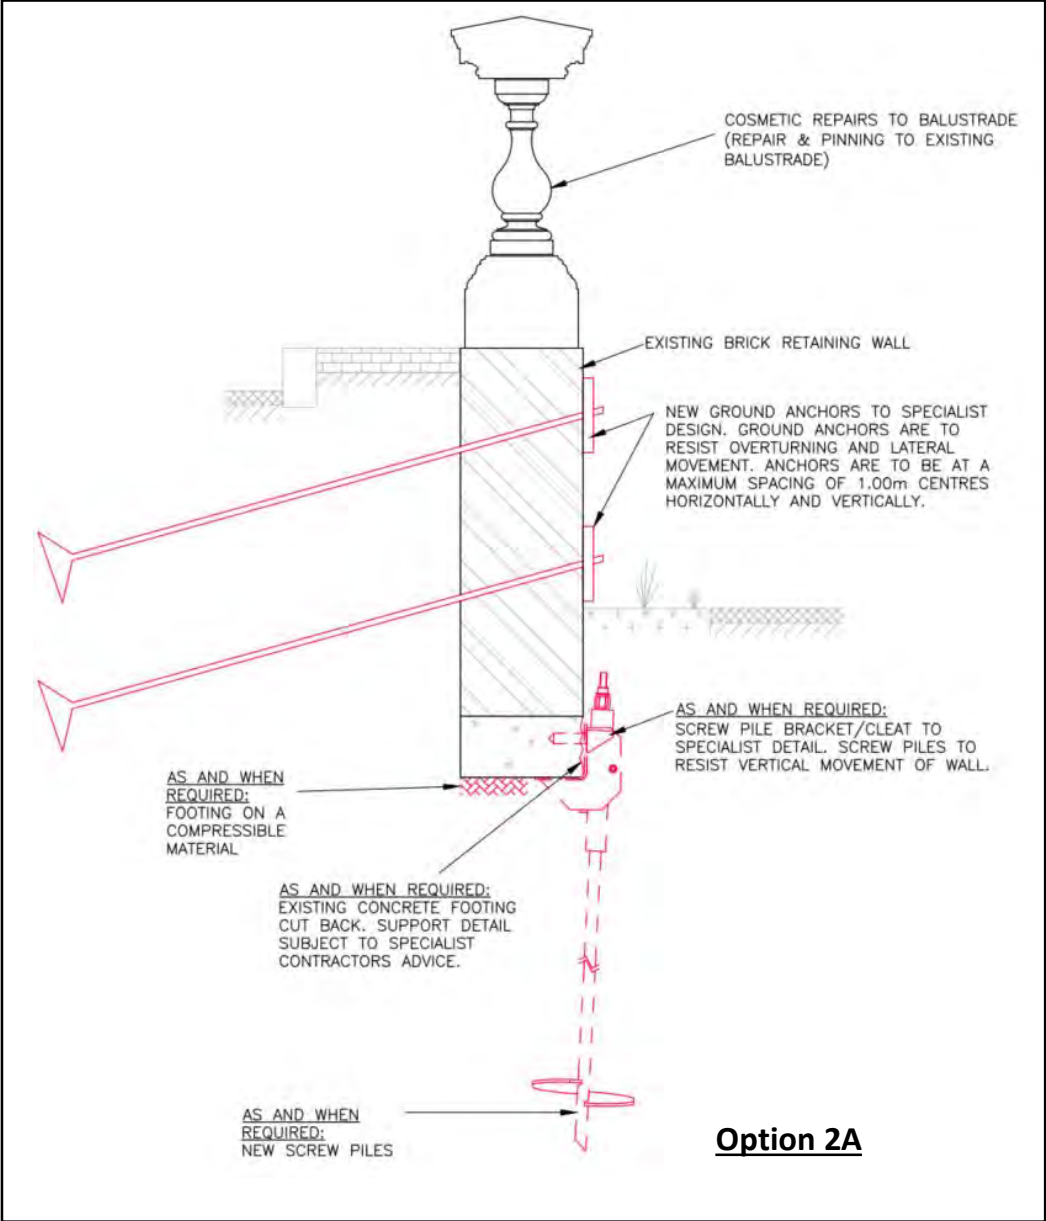 COSMETIC REPAIRS TO BALUSTRADE
(REPAIR & PINNING TO EXISTING
BALUSTRADE)
EXISTING BRICK RETAINING WALL
NEW GROUND ANCHORS TO SPECIALIST
DESIGN. GROUND ANCHORS ARE TO
RESIST OVERTURNING AND LATERAL
MOVEMENT. ANCHORS ARE TO BE AT A
MAXIMUM SPACING OF 1.00m CENTRES
HORIZONTALLY AND VERTICALLY.
AS AND WHEN REQUIRED:
SCREW PILE BRACKET/CLEAT TO
SPECIALIST DETAIL. SCREW PILES TO
RESIST VERTICAL MOVEMENT OF WALL.
AS AND WHEN
REQUIRED:
FOOTING ON A
COMPRESSIBLE
MATERIAL
AS AND WHEN REQUIRED:
EXISTING CONCRETE FOOTING
CUT BACK. SUPPORT DETAIL
SUBJECT TO SPECIALIST
CONTRACTORS ADVICE.
AS AND WHEN
REQUIRED:
NEW SCREW PILES
Option 2A